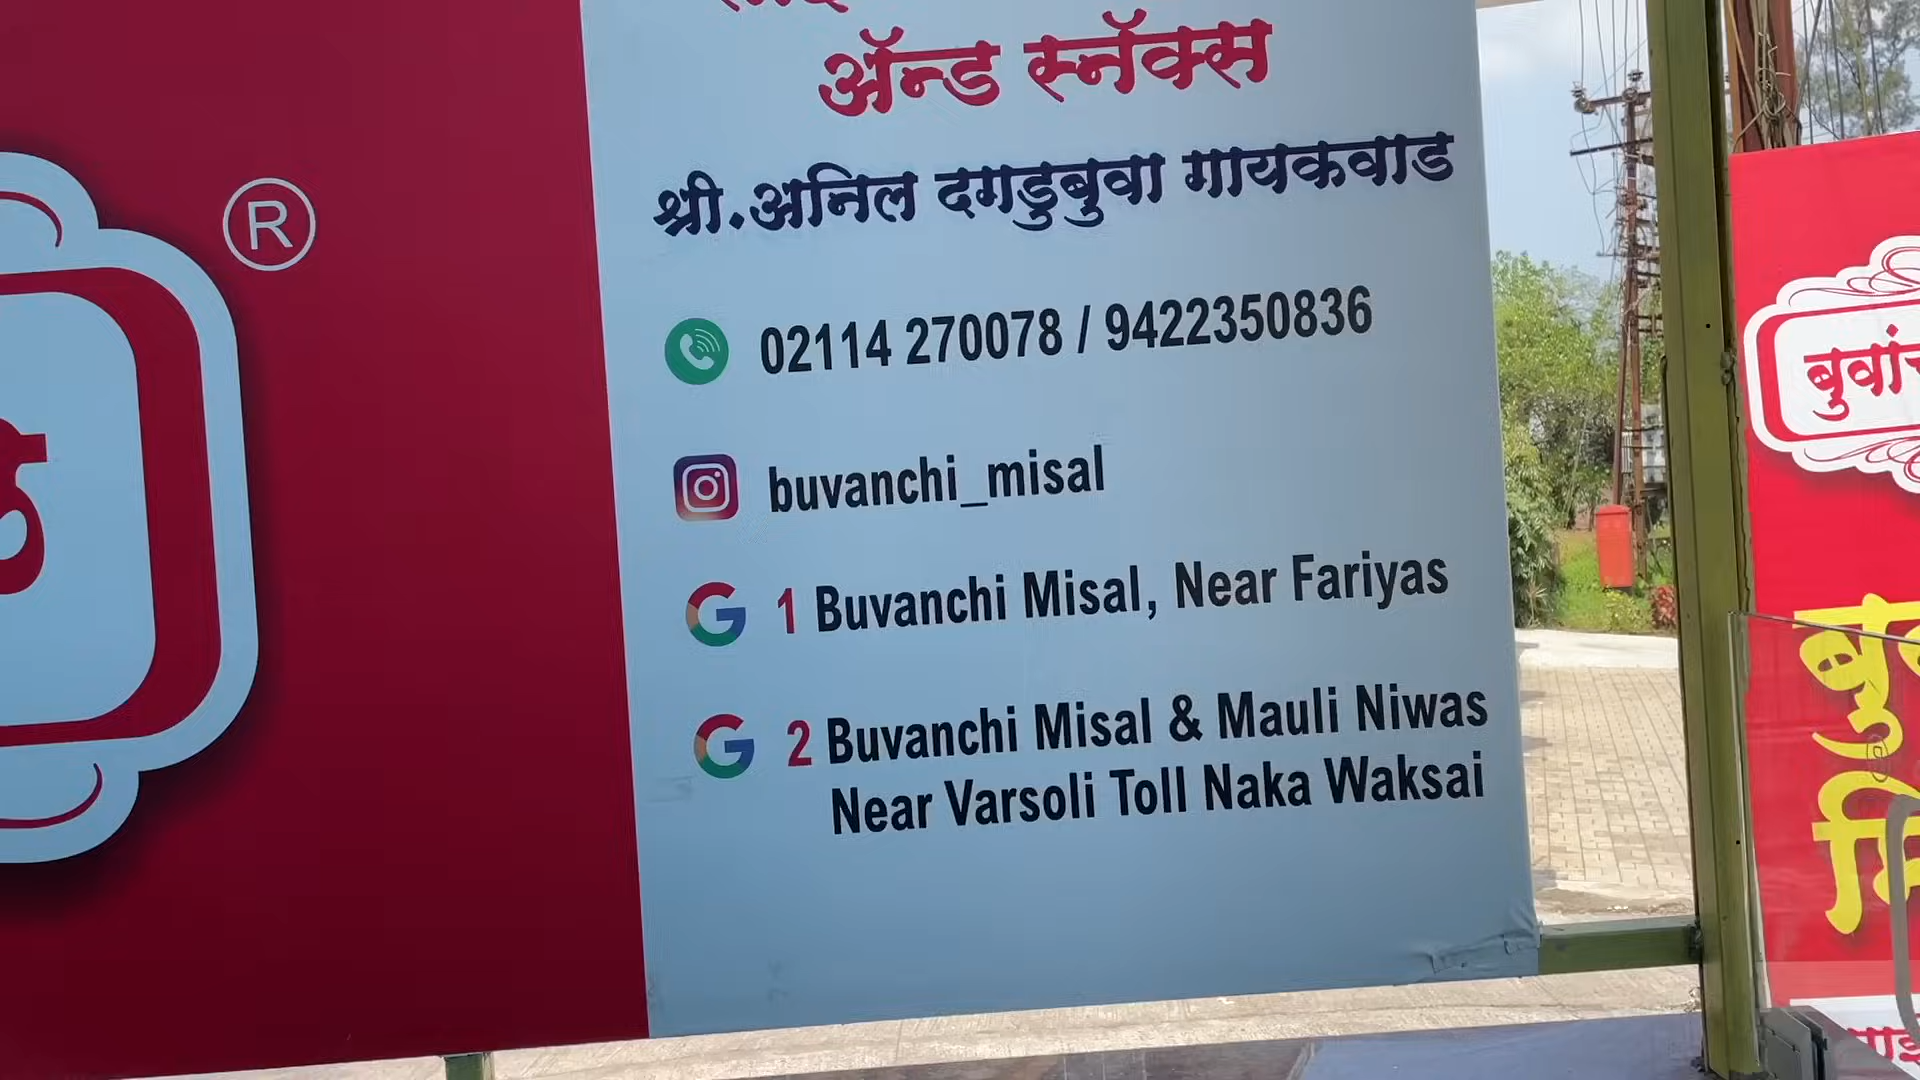 ®
अ‍ॅन्ड स्नॅक्स
श्री. अनिल दगडुबुवा गायकवाड
02114 270078 / 9422350836
buvanchi_misal
1 Buvanchi Misal, Near Fariyas
2 Buvanchi Misal & Mauli Niwas
Near Varsoli Toll Naka Waksai